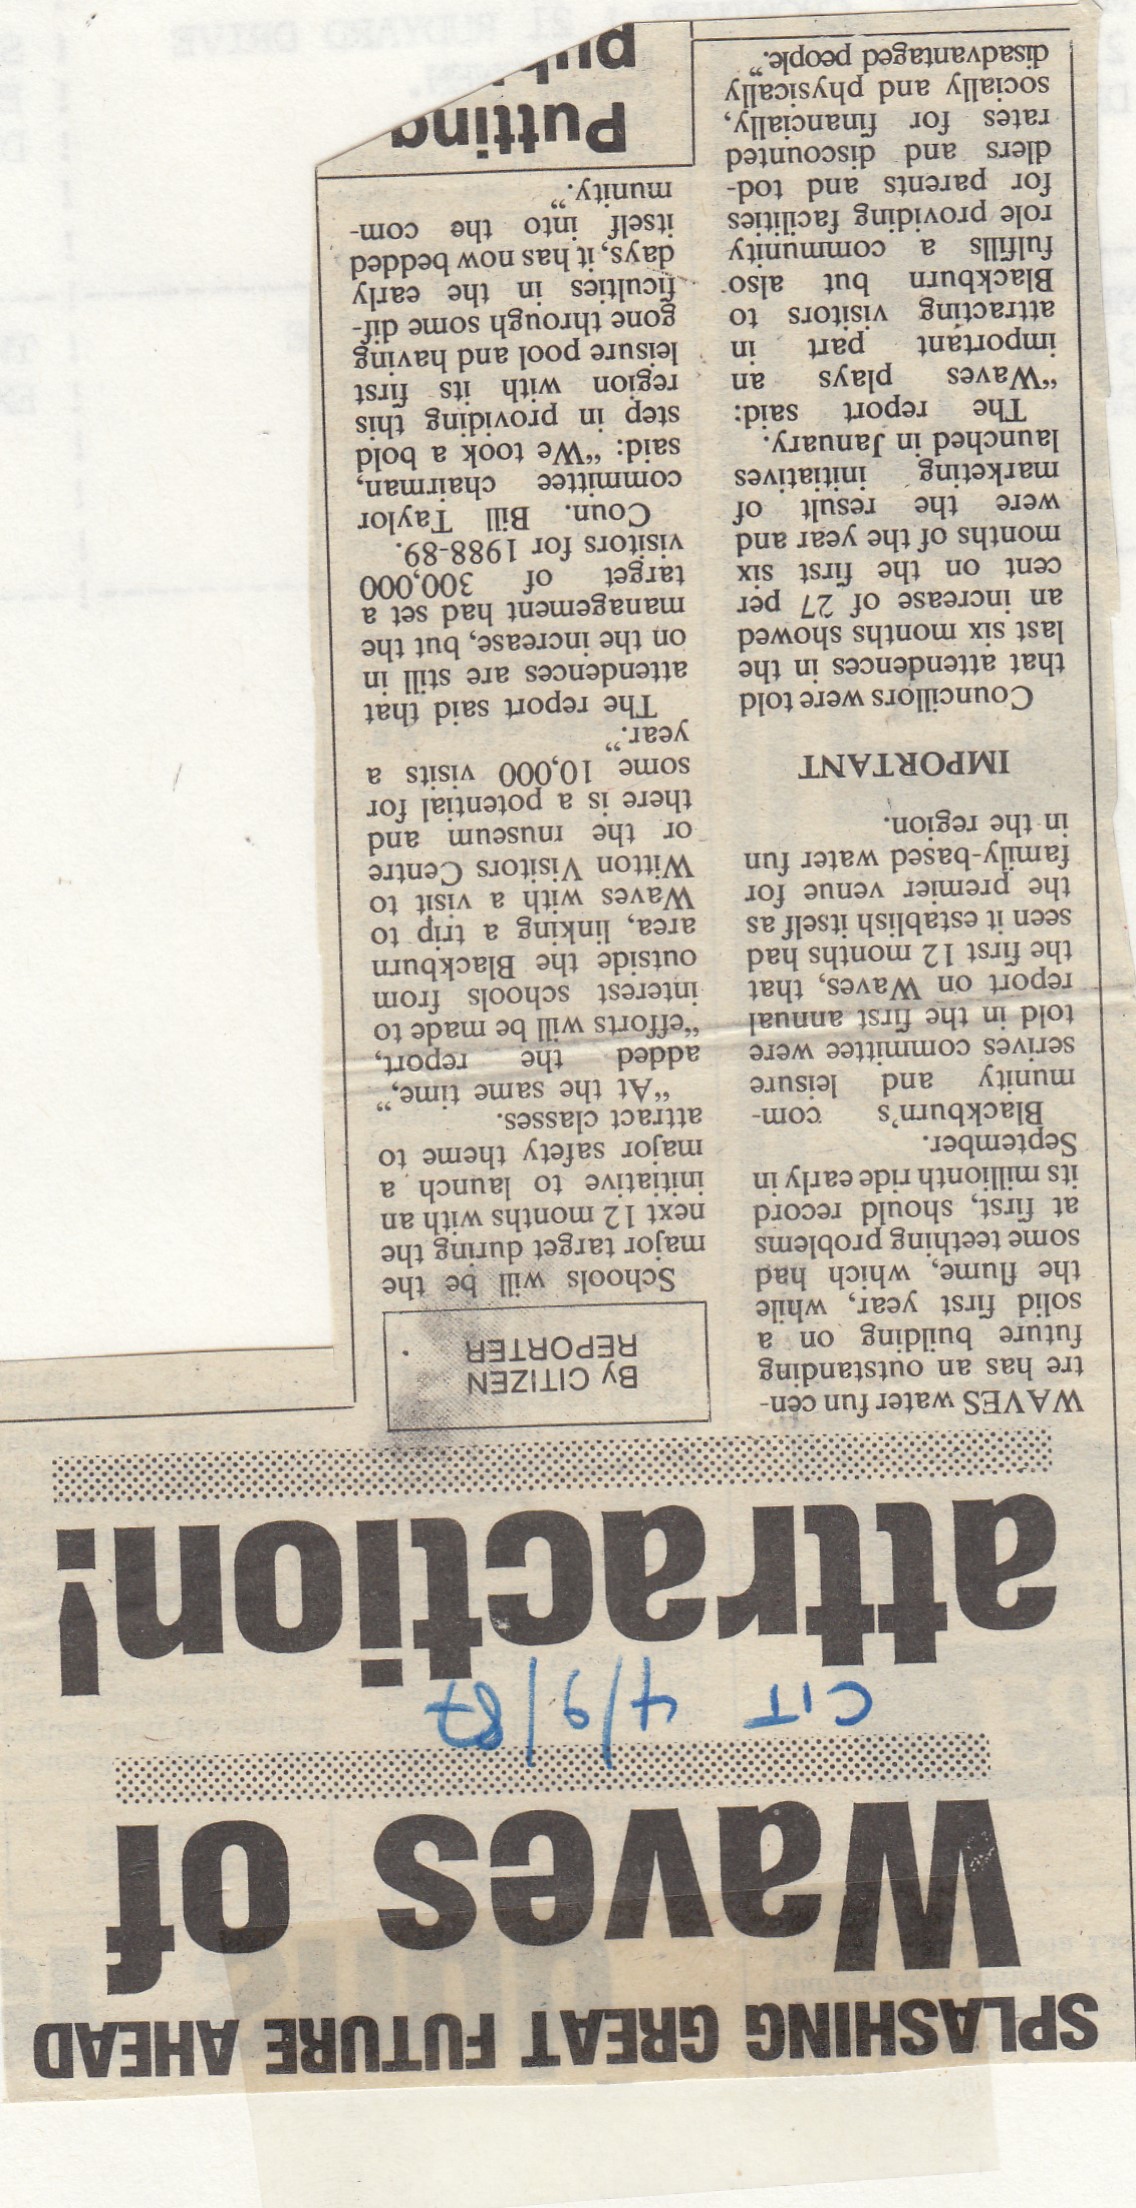 SPLASHING GREAT FUTURE AHEAD
Waves of
CIT 4/9/87
attraction!
WAVES water fun cen-
tre has an outstanding
future building on a
solid first year, while
the flume, which had
some teething problems
at first, should record
its millionth ride early in
September.
Blackburn's com-
munity and leisure
serives committee were
told in the first annual
report on Waves, that
the first 12 months had
seen it establish itself as
the premier venue for
family-based water fun
in the region.
IMPORTANT
Councillors were told
that attendences in the
last six months showed
an increase of 27 per
cent on the first six
months of the year and
were the result of
marketing initiatives
launched in January.
The report said:
“Waves plays an
important part in
attracting visitors to
Blackburn but also
fulfills a community
role providing facilities
for parents and tod-
dlers and discounted
rates for financially,
socially and physically
disadvantaged people.”
By CITIZEN
REPORTER
Schools will be the
major target during the
next 12 months with an
initiative to launch a
major safety theme to
attract classes.
“At the same time,”
added the report,
“efforts will be made to
interest schools from
outside the Blackburn
area, linking a trip to
Waves with a visit to
Witton Visitors Centre
or the museum and
there is a potential for
some 10,000 visits a
year.”
The report said that
attendences are still in
on the increase, but the
management had set a
target of 300,000
visitors for 1988-89.
Coun. Bill Taylor
committee chairman,
said: “We took a bold
step in providing this
region with its first
leisure pool and having
gone through some dif-
ficulties in the early
days, it has now bedded
itself into the com-
munity.”
Putting